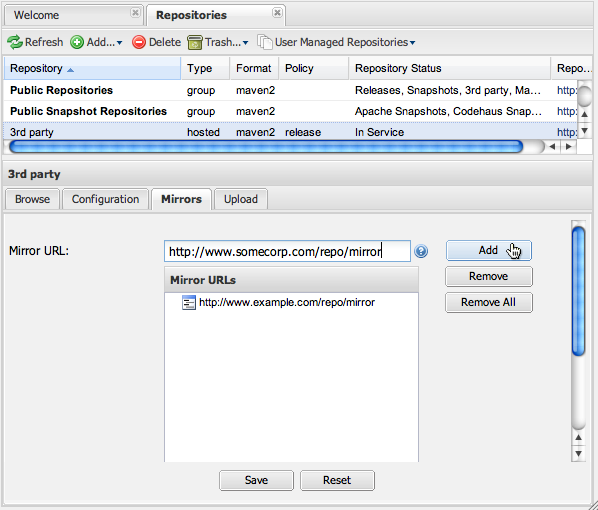 Welcome Repositories
Refresh Add... Delete Trash... User Managed Repositories
Repository Type Format Policy Repository Status Repo...
Public Repositories group maven2 Releases, Snapshots, 3rd party, Ma... http:
Public Snapshot Repositories group maven2 Apache Snapshots, Codehaus Snap... http:
3rd party hosted maven2 release In Service http:
3rd party
Browse Configuration Mirrors Upload
Mirror URL: http://www.somecorp.com/repo/mirror ? Add
Mirror URLs Remove
http://www.example.com/repo/mirror Remove All
Save Reset